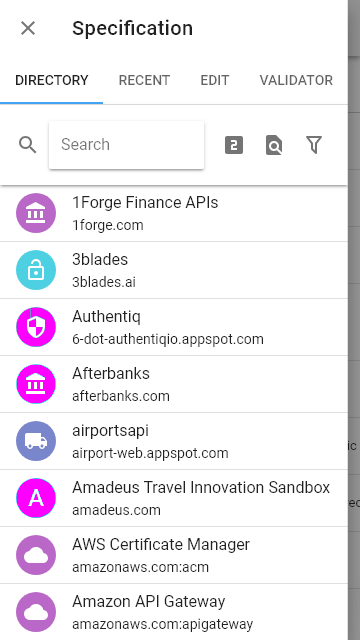 Specification
DIRECTORY RECENT EDIT VALIDATOR
Search
2
1Forge Finance APIs
1forge.com
3blades
3blades.ai
Authentiq
6-dot-authentiqio.appspot.com
Afterbanks
afterbanks.com
airportsapi
airport-web.appspot.com
ic
A
Amadeus Travel Innovation Sandbox
amadeus.com
AWS Certificate Manager
amazonaws.com:acm
Amazon API Gateway
amazonaws.com:apigateway